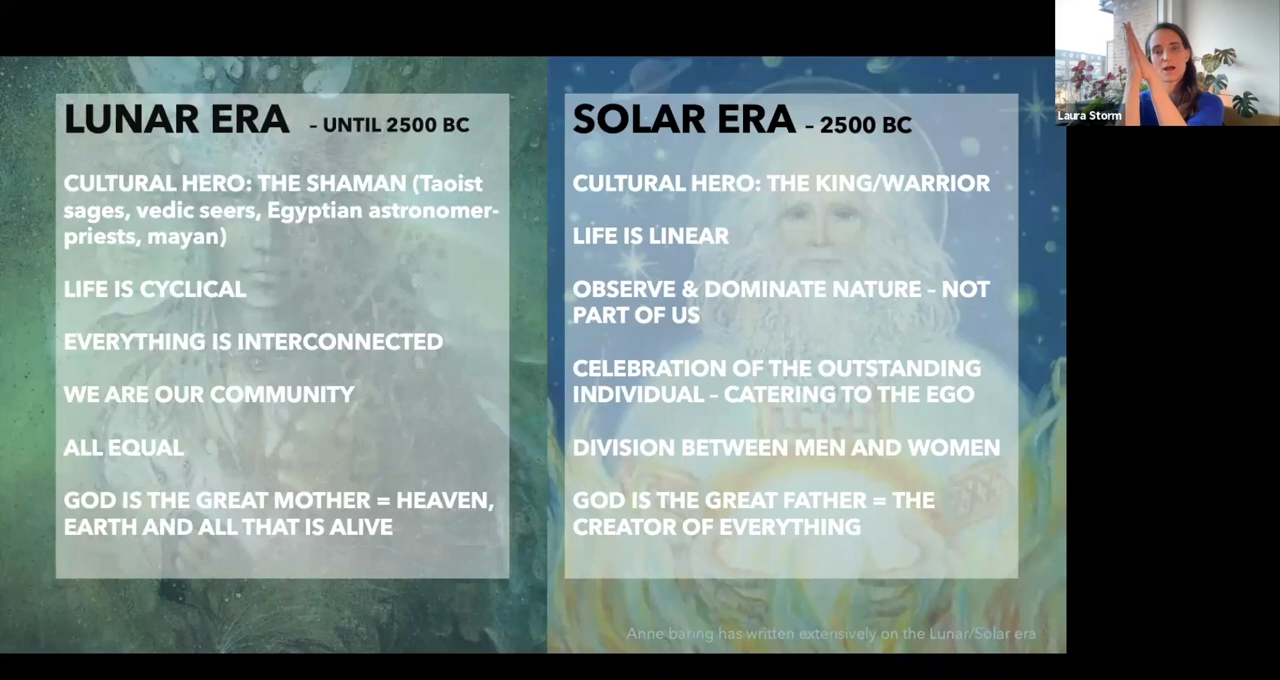 LUNAR ERA – UNTIL 2500 BC
CULTURAL HERO: THE SHAMAN (Taoist
sages, vedic seers, Egyptian astronomer-
priests, mayan)
LIFE IS CYCLICAL
EVERYTHING IS INTERCONNECTED
WE ARE OUR COMMUNITY
ALL EQUAL
GOD IS THE GREAT MOTHER = HEAVEN,
EARTH AND ALL THAT IS ALIVE
SOLAR ERA – 2500 BC
CULTURAL HERO: THE KING/WARRIOR
LIFE IS LINEAR
OBSERVE & DOMINATE NATURE – NOT
PART OF US
CELEBRATION OF THE OUTSTANDING
INDIVIDUAL – CATERING TO THE EGO
DIVISION BETWEEN MEN AND WOMEN
GOD IS THE GREAT FATHER = THE
CREATOR OF EVERYTHING
Anne baring has written extensively on the Lunar/Solar era
Laura Storm